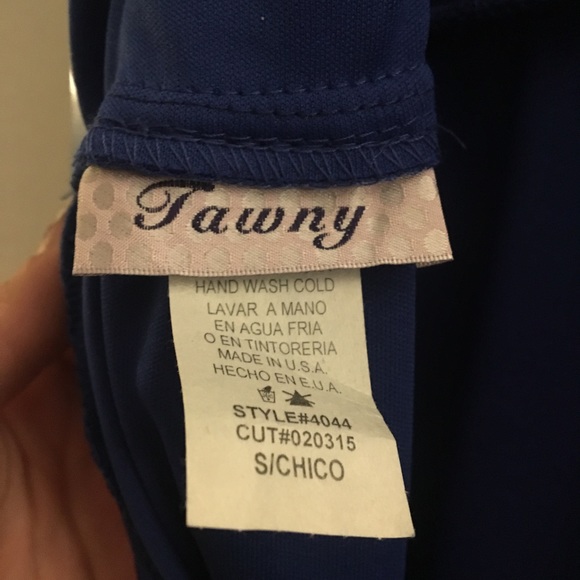 Tawny
HAND WASH COLD
LAVAR A MANO
EN AGUA FRIA
O EN TINTORERIA
MADE IN U.S.A.
HECHO EN E.U.A.
STYLE#4044
CUT#020315
S/CHICO